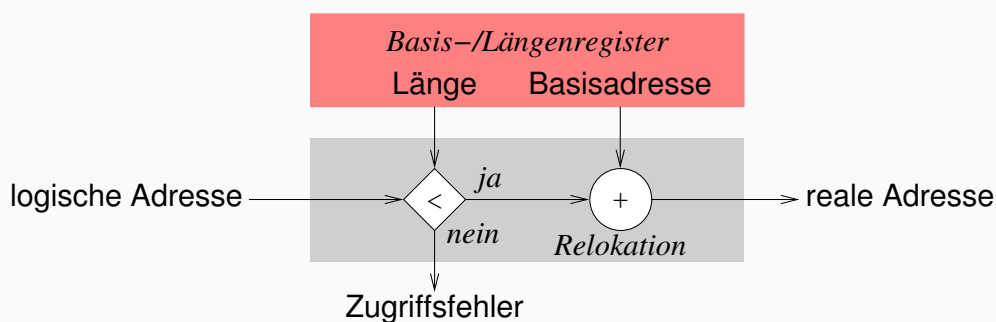 Basis−/Längenregister
Länge Basisadresse
logische Adresse < ja + reale Adresse
nein Relokation
Zugriffsfehler